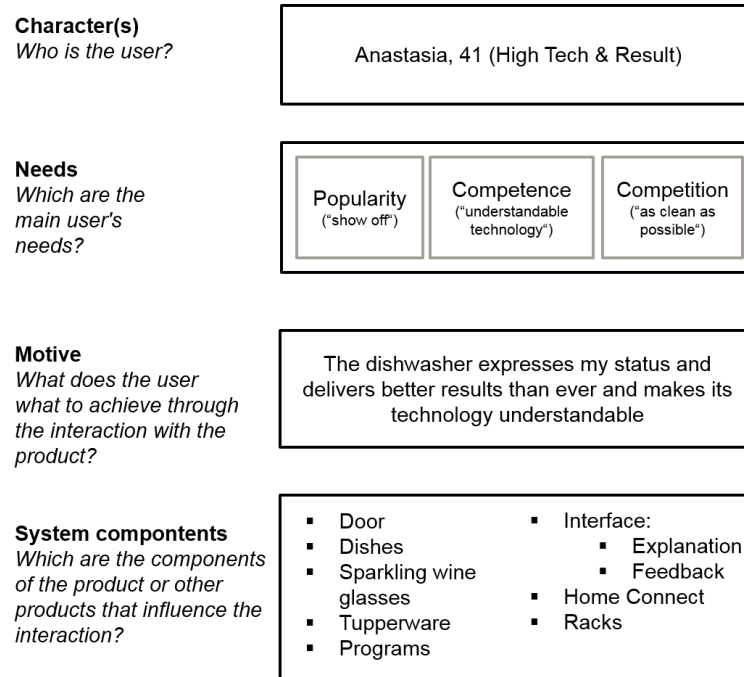 Character(s)
Who is the user?
Anastasia, 41 (High Tech & Result)
Needs
Which are the
main user's
needs?
Popularity
("show off“)
Competence
("understandable
technology“)
Competition
("as clean as
possible“)
Motive
What does the user
what to achieve through
the interaction with the
product?
The dishwasher expresses my status and
delivers better results than ever and makes its
technology understandable
System compontents
Which are the components
of the product or other
products that influence the
interaction?
▪ Door
▪ Dishes
▪ Sparkling wine
glasses
▪ Tupperware
▪ Programs
▪ Interface:
▪ Explanation
▪ Feedback
▪ Home Connect
▪ Racks